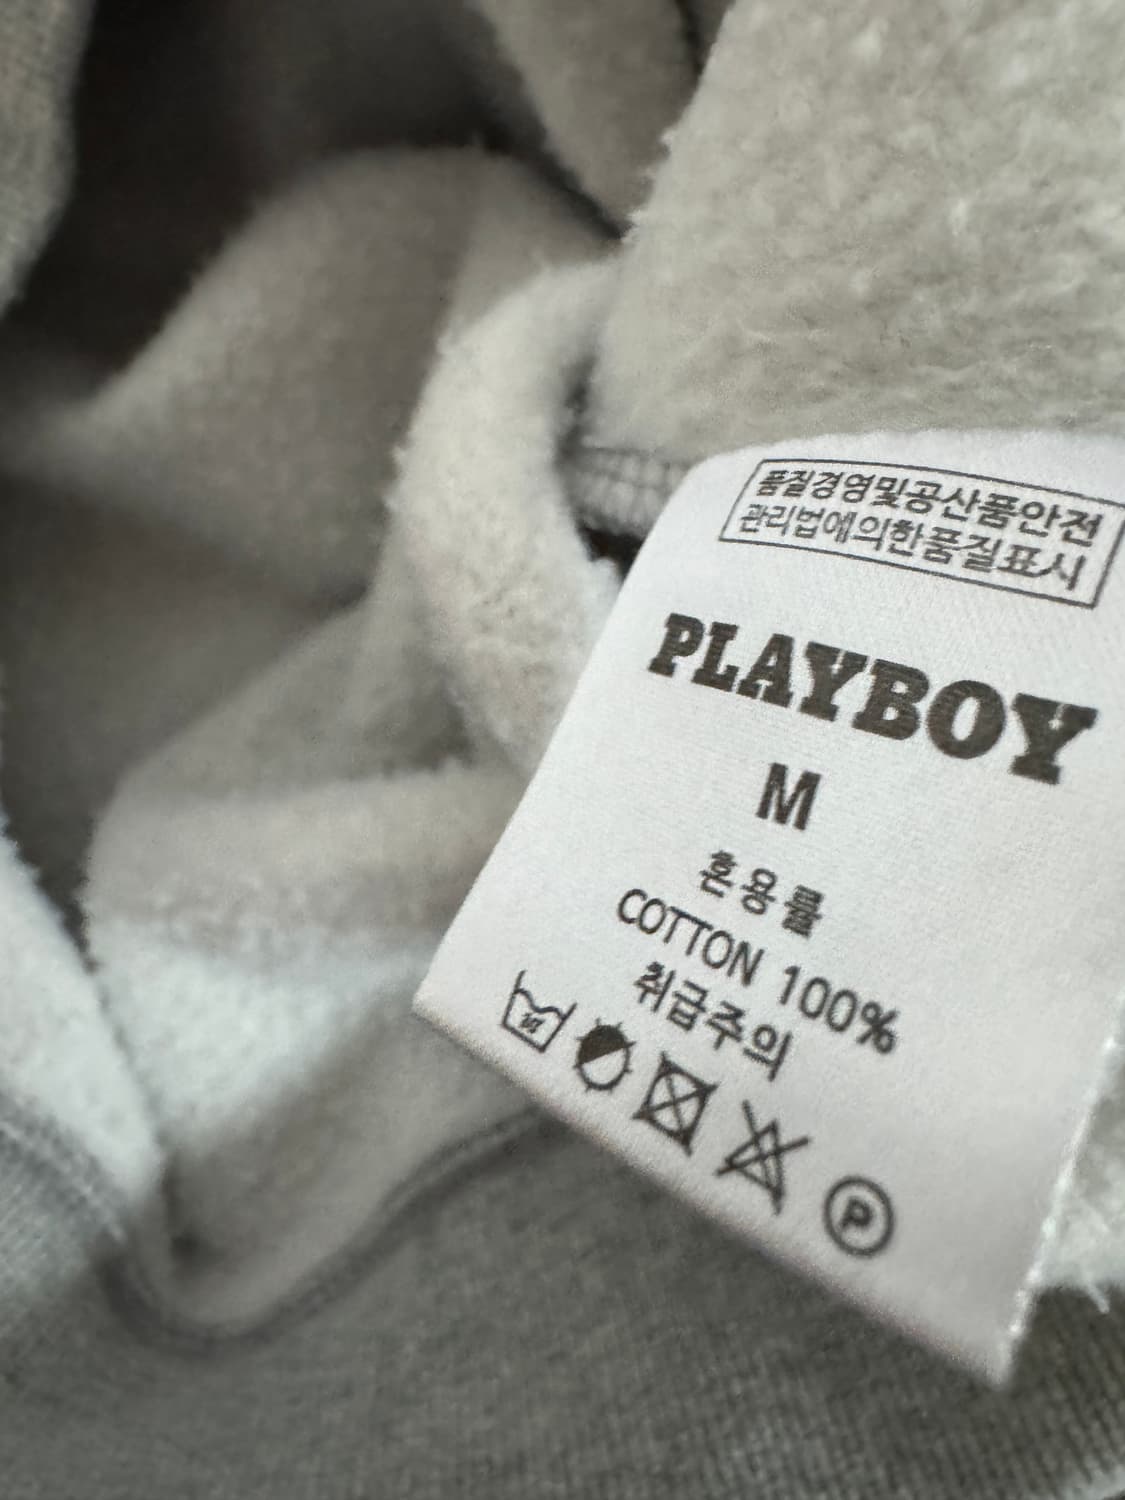 품질경영및공산품안전
관리법에의한품질표시
PLAYBOY
M
혼용률
COTTON 100%
취급주의
P